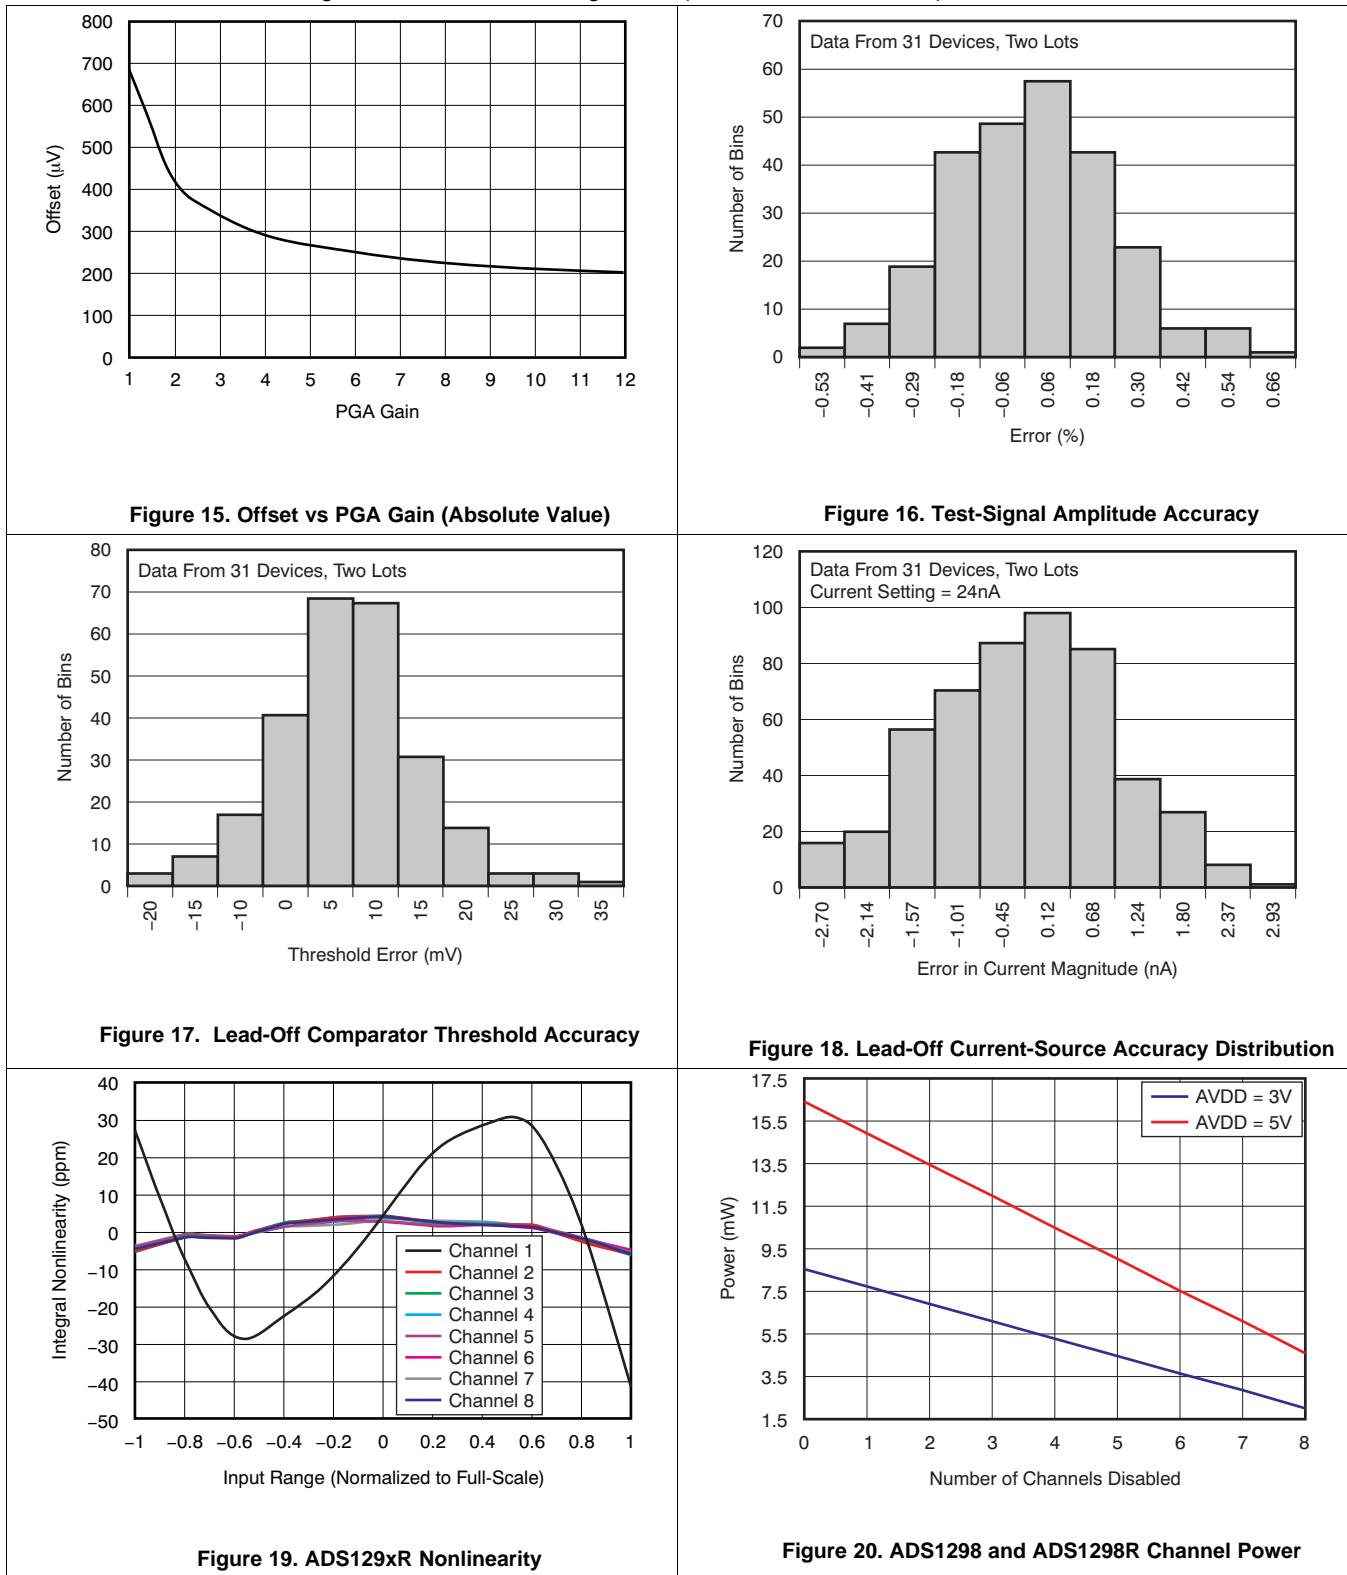 800
700
600
500
400
300
200
100
0
Offset (μV)
1 2 3 4 5 6 7 8 9 10 11 12
PGA Gain
Figure 15. Offset vs PGA Gain (Absolute Value)
70
60
50
40
30
20
10
0
Number of Bins
Data From 31 Devices, Two Lots
−0.53 −0.41 −0.29 −0.18 −0.06 0.06 0.18 0.30 0.42 0.54 0.66
Error (%)
Figure 16. Test-Signal Amplitude Accuracy
80
70
60
50
40
30
20
10
0
Number of Bins
Data From 31 Devices, Two Lots
−20 −15 −10 0 5 10 15 20 25 30 35
Threshold Error (mV)
Figure 17. Lead-Off Comparator Threshold Accuracy
120
100
80
60
40
20
0
Number of Bins
Data From 31 Devices, Two Lots
Current Setting = 24nA
−2.70 −2.14 −1.57 −1.01 −0.45 0.12 0.68 1.24 1.80 2.37 2.93
Error in Current Magnitude (nA)
Figure 18. Lead-Off Current-Source Accuracy Distribution
40
30
20
10
0
−10
−20
−30
−40
−50
Integral Nonlinearity (ppm)
Channel 1
Channel 2
Channel 3
Channel 4
Channel 5
Channel 6
Channel 7
Channel 8
−1 −0.8 −0.6 −0.4 −0.2 0 0.2 0.4 0.6 0.8 1
Input Range (Normalized to Full-Scale)
Figure 19. ADS129xR Nonlinearity
17.5
15.5
13.5
11.5
9.5
7.5
5.5
3.5
1.5
Power (mW)
AVDD = 3V
AVDD = 5V
0 1 2 3 4 5 6 7 8
Number of Channels Disabled
Figure 20. ADS1298 and ADS1298R Channel Power